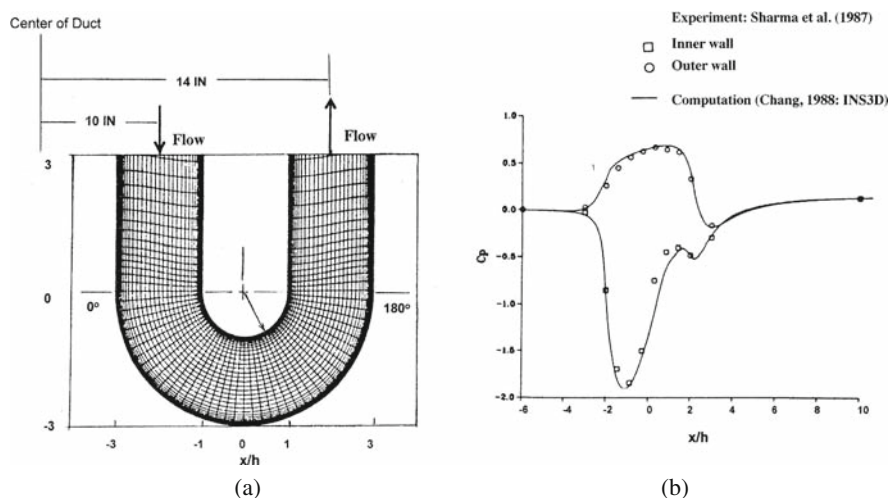 Center of Duct
14 IN
10 IN
Flow
Flow
3
0
-3
0°
180°
-3
-1
0
1
3
x/h
(a)
Experiment: Sharma et al. (1987)
Inner wall
Outer wall
Computation (Chang, 1988: INS3D)
1.0
0.5
0.0
-0.5
-1.0
-1.5
-2.0
Cp
-6
-4
-2
0
2
4
6
8
10
x/h
(b)